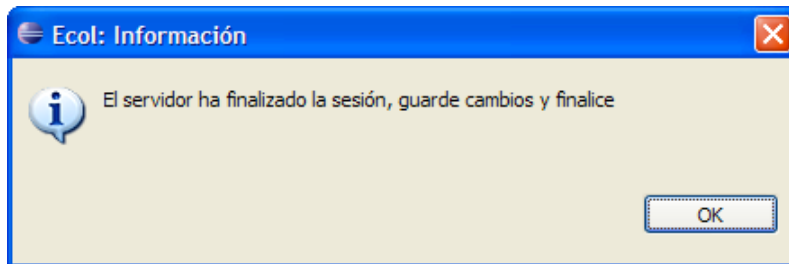 Ecol: Información
El servidor ha finalizado la sesión, guarde cambios y finalice
OK